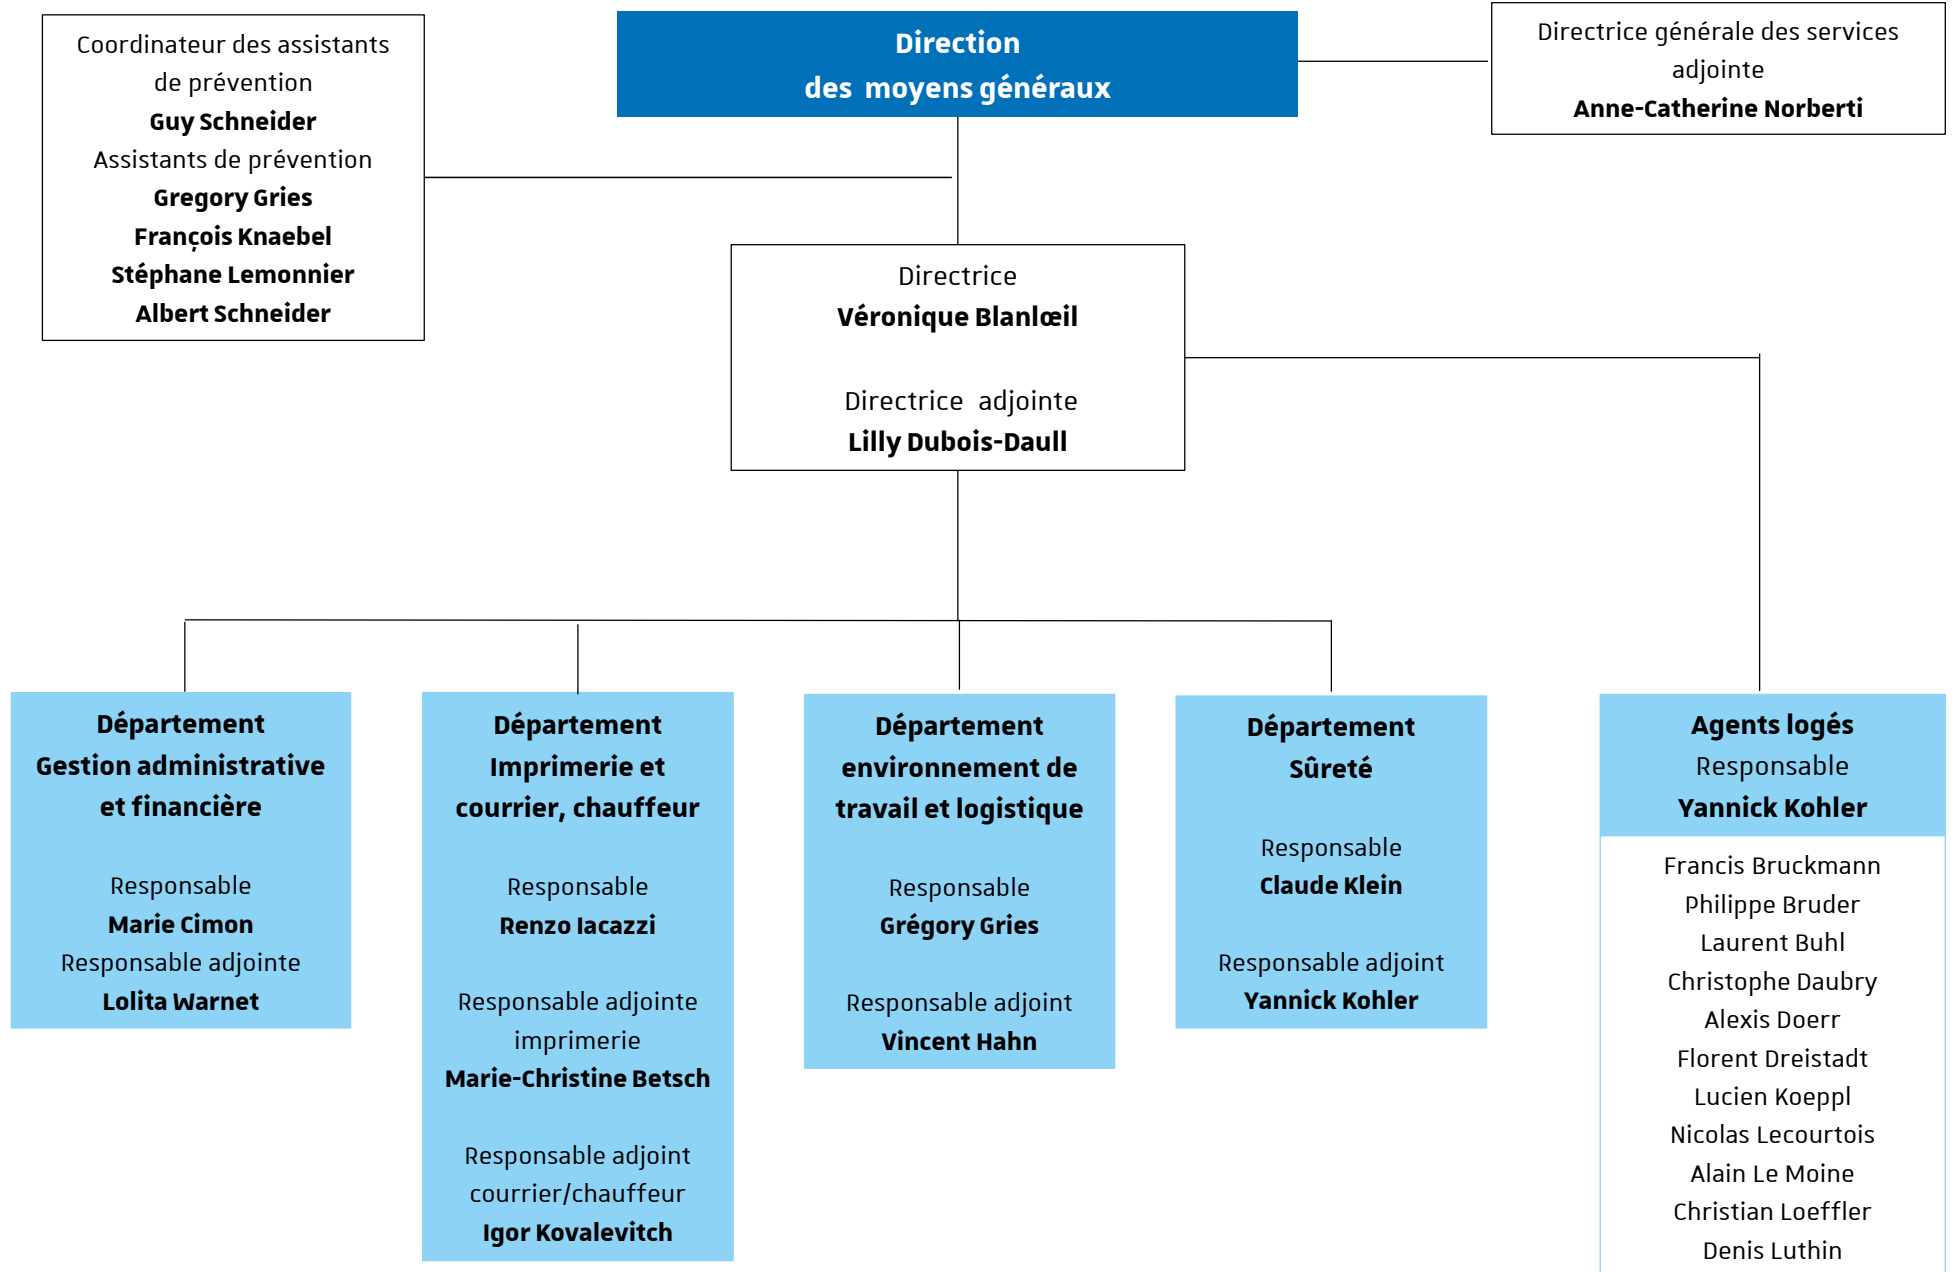 Coordinateur des assistants
de prévention
Guy Schneider
Assistants de prévention
Gregory Gries
François Knaebel
Stéphane Lemonnier
Albert Schneider
Direction
des moyens généraux
Directrice générale des services
adjointe
Anne-Catherine Norberti
Directrice
Véronique Blanlœil
Directrice adjointe
Lilly Dubois-Daull
Département
Gestion administrative
et financière
Responsable
Marie Cimon
Responsable adjointe
Lolita Warnet
Département
Imprimerie et
courrier, chauffeur
Responsable
Renzo Iacazzi
Responsable adjointe
imprimerie
Marie-Christine Betsch
Responsable adjoint
courrier/chauffeur
Igor Kovalevitch
Département
environnement de
travail et logistique
Responsable
Grégory Gries
Responsable adjoint
Vincent Hahn
Département
Sûreté
Responsable
Claude Klein
Responsable adjoint
Yannick Kohler
Agents logés
Responsable
Yannick Kohler
Francis Bruckmann
Philippe Bruder
Laurent Buhl
Christophe Daubry
Alexis Doerr
Florent Dreistadt
Lucien Koeppl
Nicolas Lecourtois
Alain Le Moine
Christian Loeffler
Denis Luthin